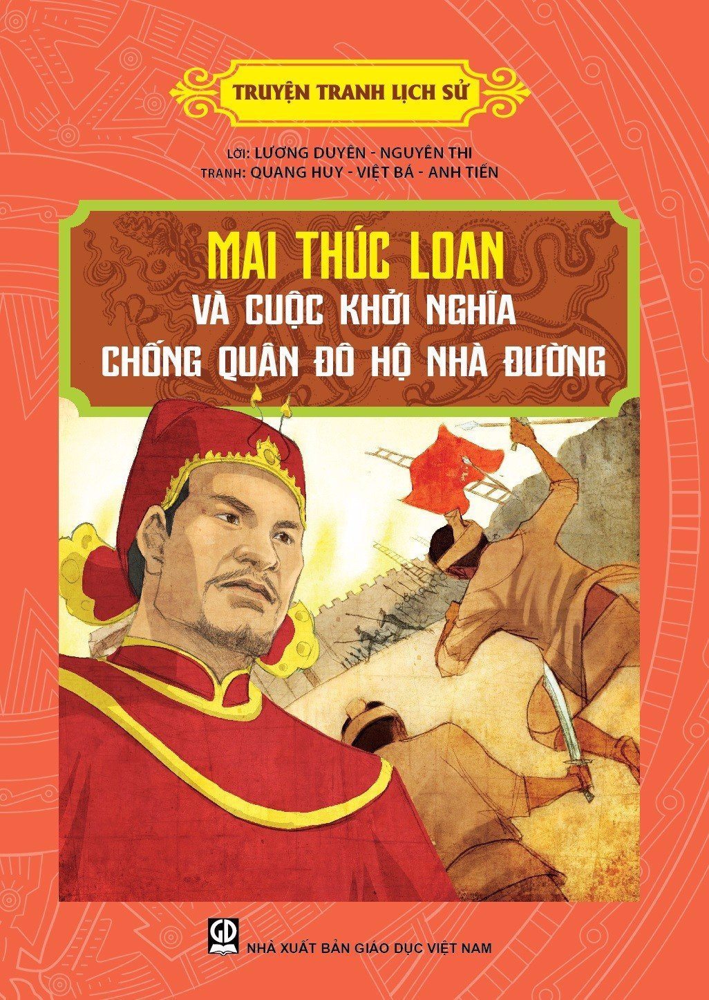 TRUYỆN TRANH LỊCH SỬ
LỜI: LƯƠNG DUYÊN - NGUYÊN THI
TRANH: QUANG HUY - VIỆT BÁ - ANH TIẾN
MAI THÚC LOAN
VÀ CUỘC KHỞI NGHĨA
CHỐNG QUÂN ĐÔ HỘ NHÀ ĐƯỜNG
GD
NHÀ XUẤT BẢN GIÁO DỤC VIỆT NAM